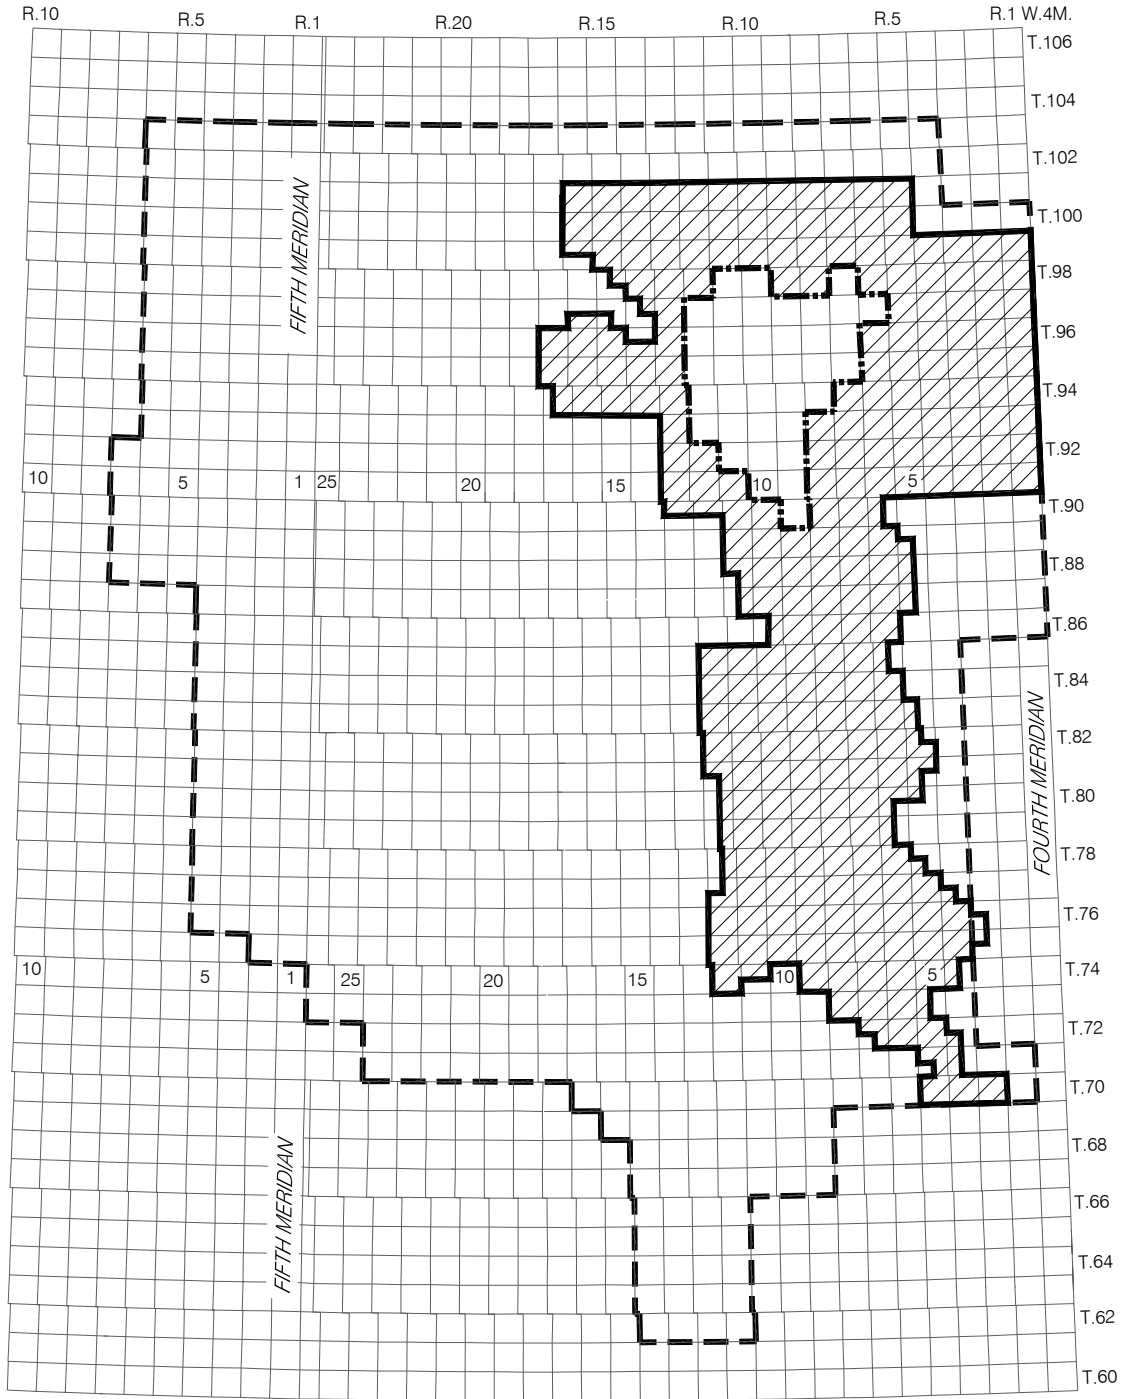 R.10 R.5 R.1 R.20 R.15 R.10 R.5 R.1 W.4M.
T.106
T.104
T.102
T.100
T.98
T.96
T.94
T.92
T.90
T.88
T.86
T.84
T.82
T.80
T.78
T.76
T.74
T.72
T.70
T.68
T.66
T.64
T.62
T.60
FIFTH MERIDIAN
10 5 1 25 20 15 10 5
FOURTH MERIDIAN
10 5 1 25 20 15 10 5
FIFTH MERIDIAN